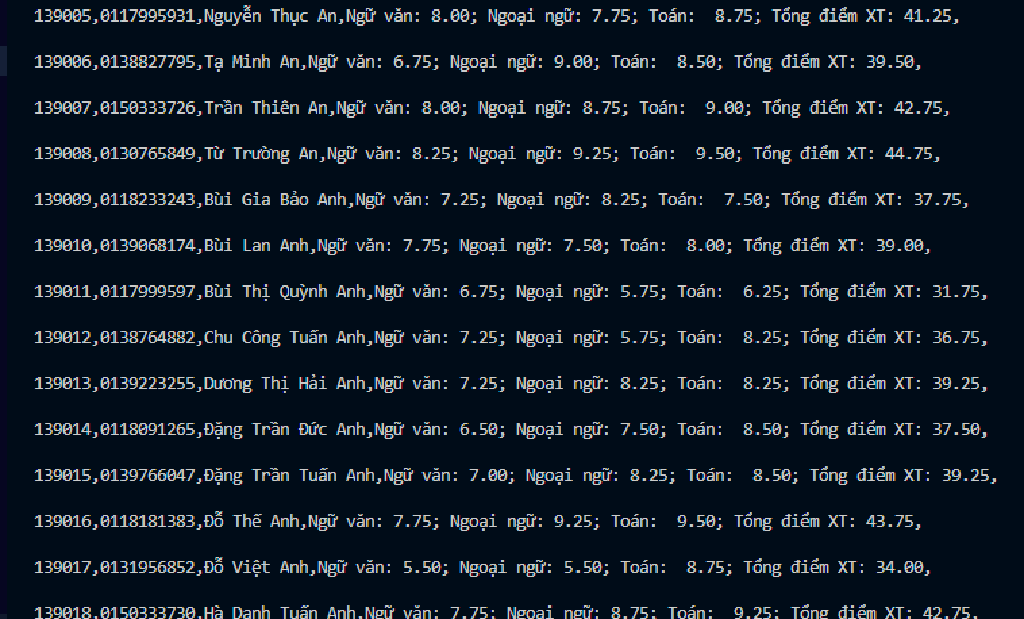 139005,0117995931,Nguyễn Thục An,Ngữ văn: 8.00; Ngoại ngữ: 7.75; Toán:  8.75; Tổng điểm XT: 41.25,
139006,0138827795,Tạ Minh An,Ngữ văn: 6.75; Ngoại ngữ: 9.00; Toán:  8.50; Tổng điểm XT: 39.50,
139007,0150333726,Trần Thiên An,Ngữ văn: 8.00; Ngoại ngữ: 8.75; Toán:  9.00; Tổng điểm XT: 42.75,
139008,0130765849,Từ Trường An,Ngữ văn: 8.25; Ngoại ngữ: 9.25; Toán:  9.50; Tổng điểm XT: 44.75,
139009,0118233243,Bùi Gia Bảo Anh,Ngữ văn: 7.25; Ngoại ngữ: 8.25; Toán:  7.50; Tổng điểm XT: 37.75,
139010,0139068174,Bùi Lan Anh,Ngữ văn: 7.75; Ngoại ngữ: 7.50; Toán:  8.00; Tổng điểm XT: 39.00,
139011,0117999597,Bùi Thị Quỳnh Anh,Ngữ văn: 6.75; Ngoại ngữ: 5.75; Toán:  6.25; Tổng điểm XT: 31.75,
139012,0138764882,Chu Công Tuấn Anh,Ngữ văn: 7.25; Ngoại ngữ: 5.75; Toán:  8.25; Tổng điểm XT: 36.75,
139013,0139223255,Dương Thị Hải Anh,Ngữ văn: 7.25; Ngoại ngữ: 8.25; Toán:  8.25; Tổng điểm XT: 39.25,
139014,0118091265,Đặng Trần Đức Anh,Ngữ văn: 6.50; Ngoại ngữ: 7.50; Toán:  8.50; Tổng điểm XT: 37.50,
139015,0139766047,Đặng Trần Tuấn Anh,Ngữ văn: 7.00; Ngoại ngữ: 8.25; Toán:  8.50; Tổng điểm XT: 39.25,
139016,0118181383,Đỗ Thế Anh,Ngữ văn: 7.75; Ngoại ngữ: 9.25; Toán:  9.50; Tổng điểm XT: 43.75,
139017,0131956852,Đỗ Việt Anh,Ngữ văn: 5.50; Ngoại ngữ: 5.50; Toán:  8.75; Tổng điểm XT: 34.00,
139018,0150333730,Hà Danh Tuấn Anh,Ngữ văn: 7.75; Ngoại ngữ: 8.75; Toán:  9.25; Tổng điểm XT: 42.75,